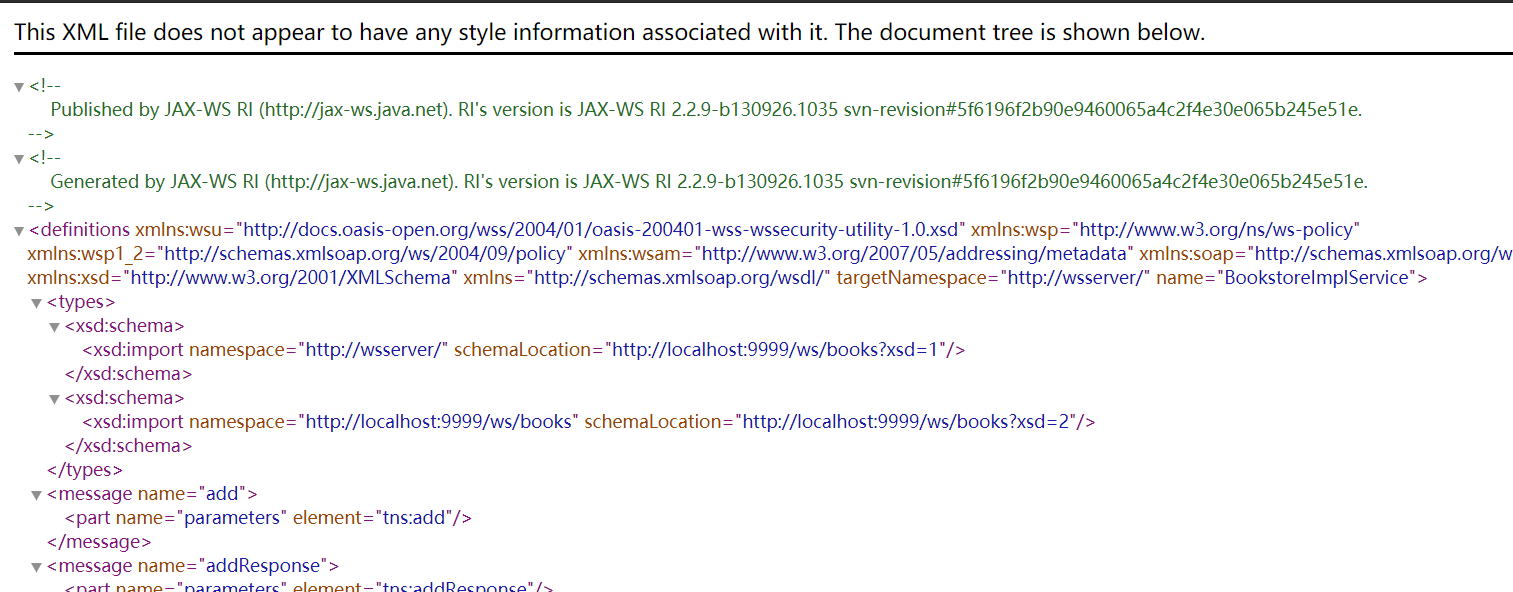 This XML file does not appear to have any style information associated with it. The document tree is shown below.
<!--
Published by JAX-WS RI (http://jax-ws.java.net). RI's version is JAX-WS RI 2.2.9-b130926.1035 svn-revision#5f6196f2b90e9460065a4c2f4e30e065b245e51e.
-->
<!--
Generated by JAX-WS RI (http://jax-ws.java.net). RI's version is JAX-WS RI 2.2.9-b130926.1035 svn-revision#5f6196f2b90e9460065a4c2f4e30e065b245e51e.
-->
<definitions xmlns:wsu="http://docs.oasis-open.org/wss/2004/01/oasis-200401-wss-wssecurity-utility-1.0.xsd" xmlns:wsp="http://www.w3.org/ns/ws-policy"
xmlns:wsp1_2="http://schemas.xmlsoap.org/ws/2004/09/policy" xmlns:wsam="http://www.w3.org/2007/05/addressing/metadata" xmlns:soap="http://schemas.xmlsoap.org/w
xmlns:xsd="http://www.w3.org/2001/XMLSchema" xmlns="http://schemas.xmlsoap.org/wsdl/" targetNamespace="http://wsserver/" name="BookstoreImplService">
<types>
<xsd:schema>
<xsd:import namespace="http://wsserver/" schemaLocation="http://localhost:9999/ws/books?xsd=1"/>
</xsd:schema>
<xsd:schema>
<xsd:import namespace="http://localhost:9999/ws/books" schemaLocation="http://localhost:9999/ws/books?xsd=2"/>
</xsd:schema>
</types>
<message name="add">
<part name="parameters" element="tns:add"/>
</message>
<message name="addResponse">
<part name="parameters" element="tns:addResponse"/>